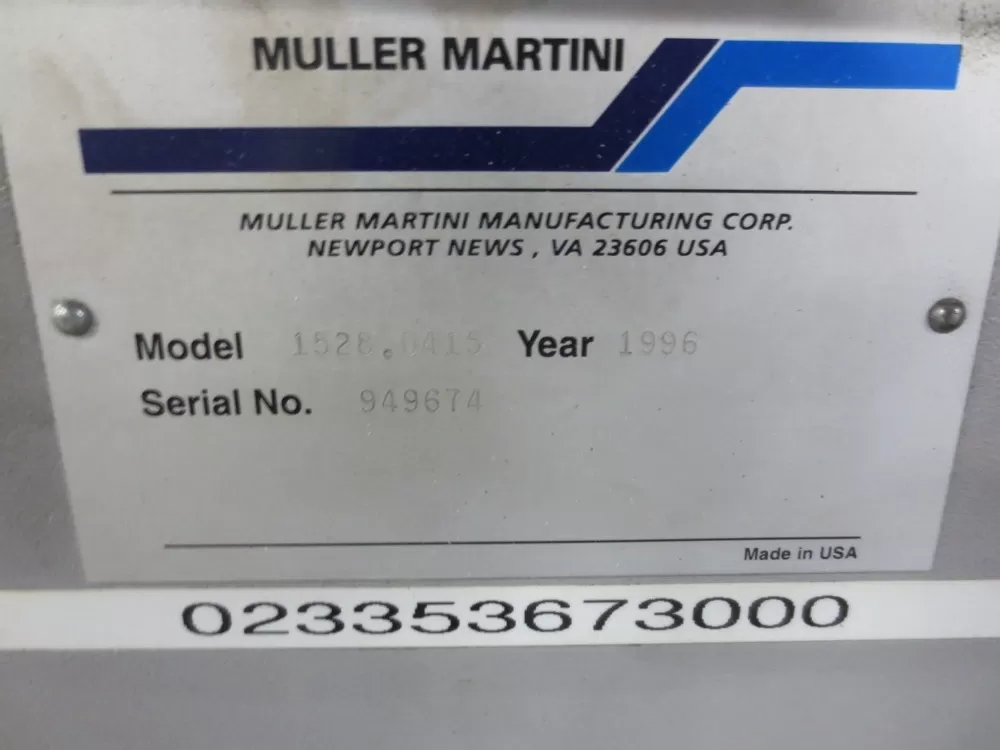 MULLER MARTINI
MULLER MARTINI MANUFACTURING CORP.
NEWPORT NEWS , VA 23606 USA
Model 1528.0415 Year 1996
Serial No. 949674
Made in USA
023353673000